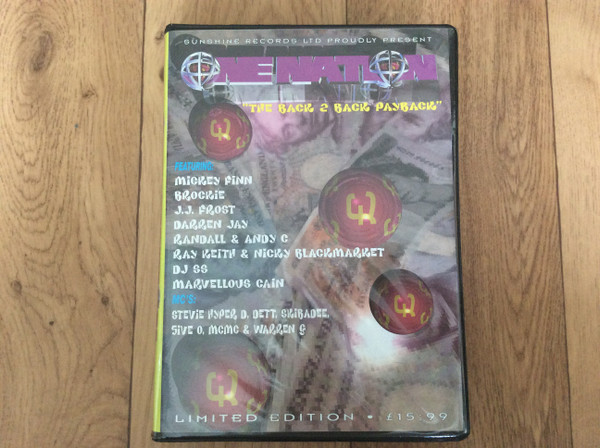 SUNSHINE RECORDS LTD PROUDLY PRESENT
ONE NATION
"THE BACK 2 BACK PAYBACK"
FEATURING:
MICKEY FINN
BROCKIE
J.J. FROST
DARREN JAY
RANDALL & ANDY C
RAY KEITH & NICKY BLACKMARKET
DJ SS
MARVELLOUS CAIN
MC'S:
STEVIE HYPER D, DETT, SKIBADEE,
5IVE O, MCMC & WARREN G
LIMITED EDITION • £15.99